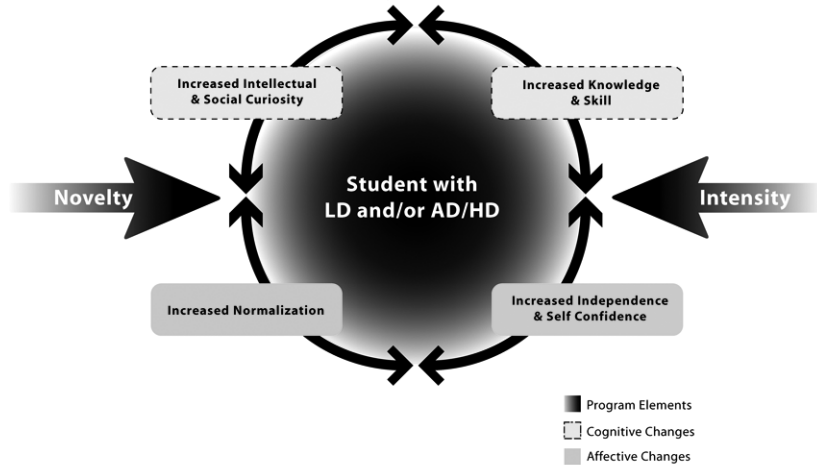 Increased Intellectual
& Social Curiosity
Increased Knowledge
& Skill
Novelty
Student with
LD and/or AD/HD
Intensity
Increased Normalization
Increased Independence
& Self Confidence
Program Elements
Cognitive Changes
Affective Changes